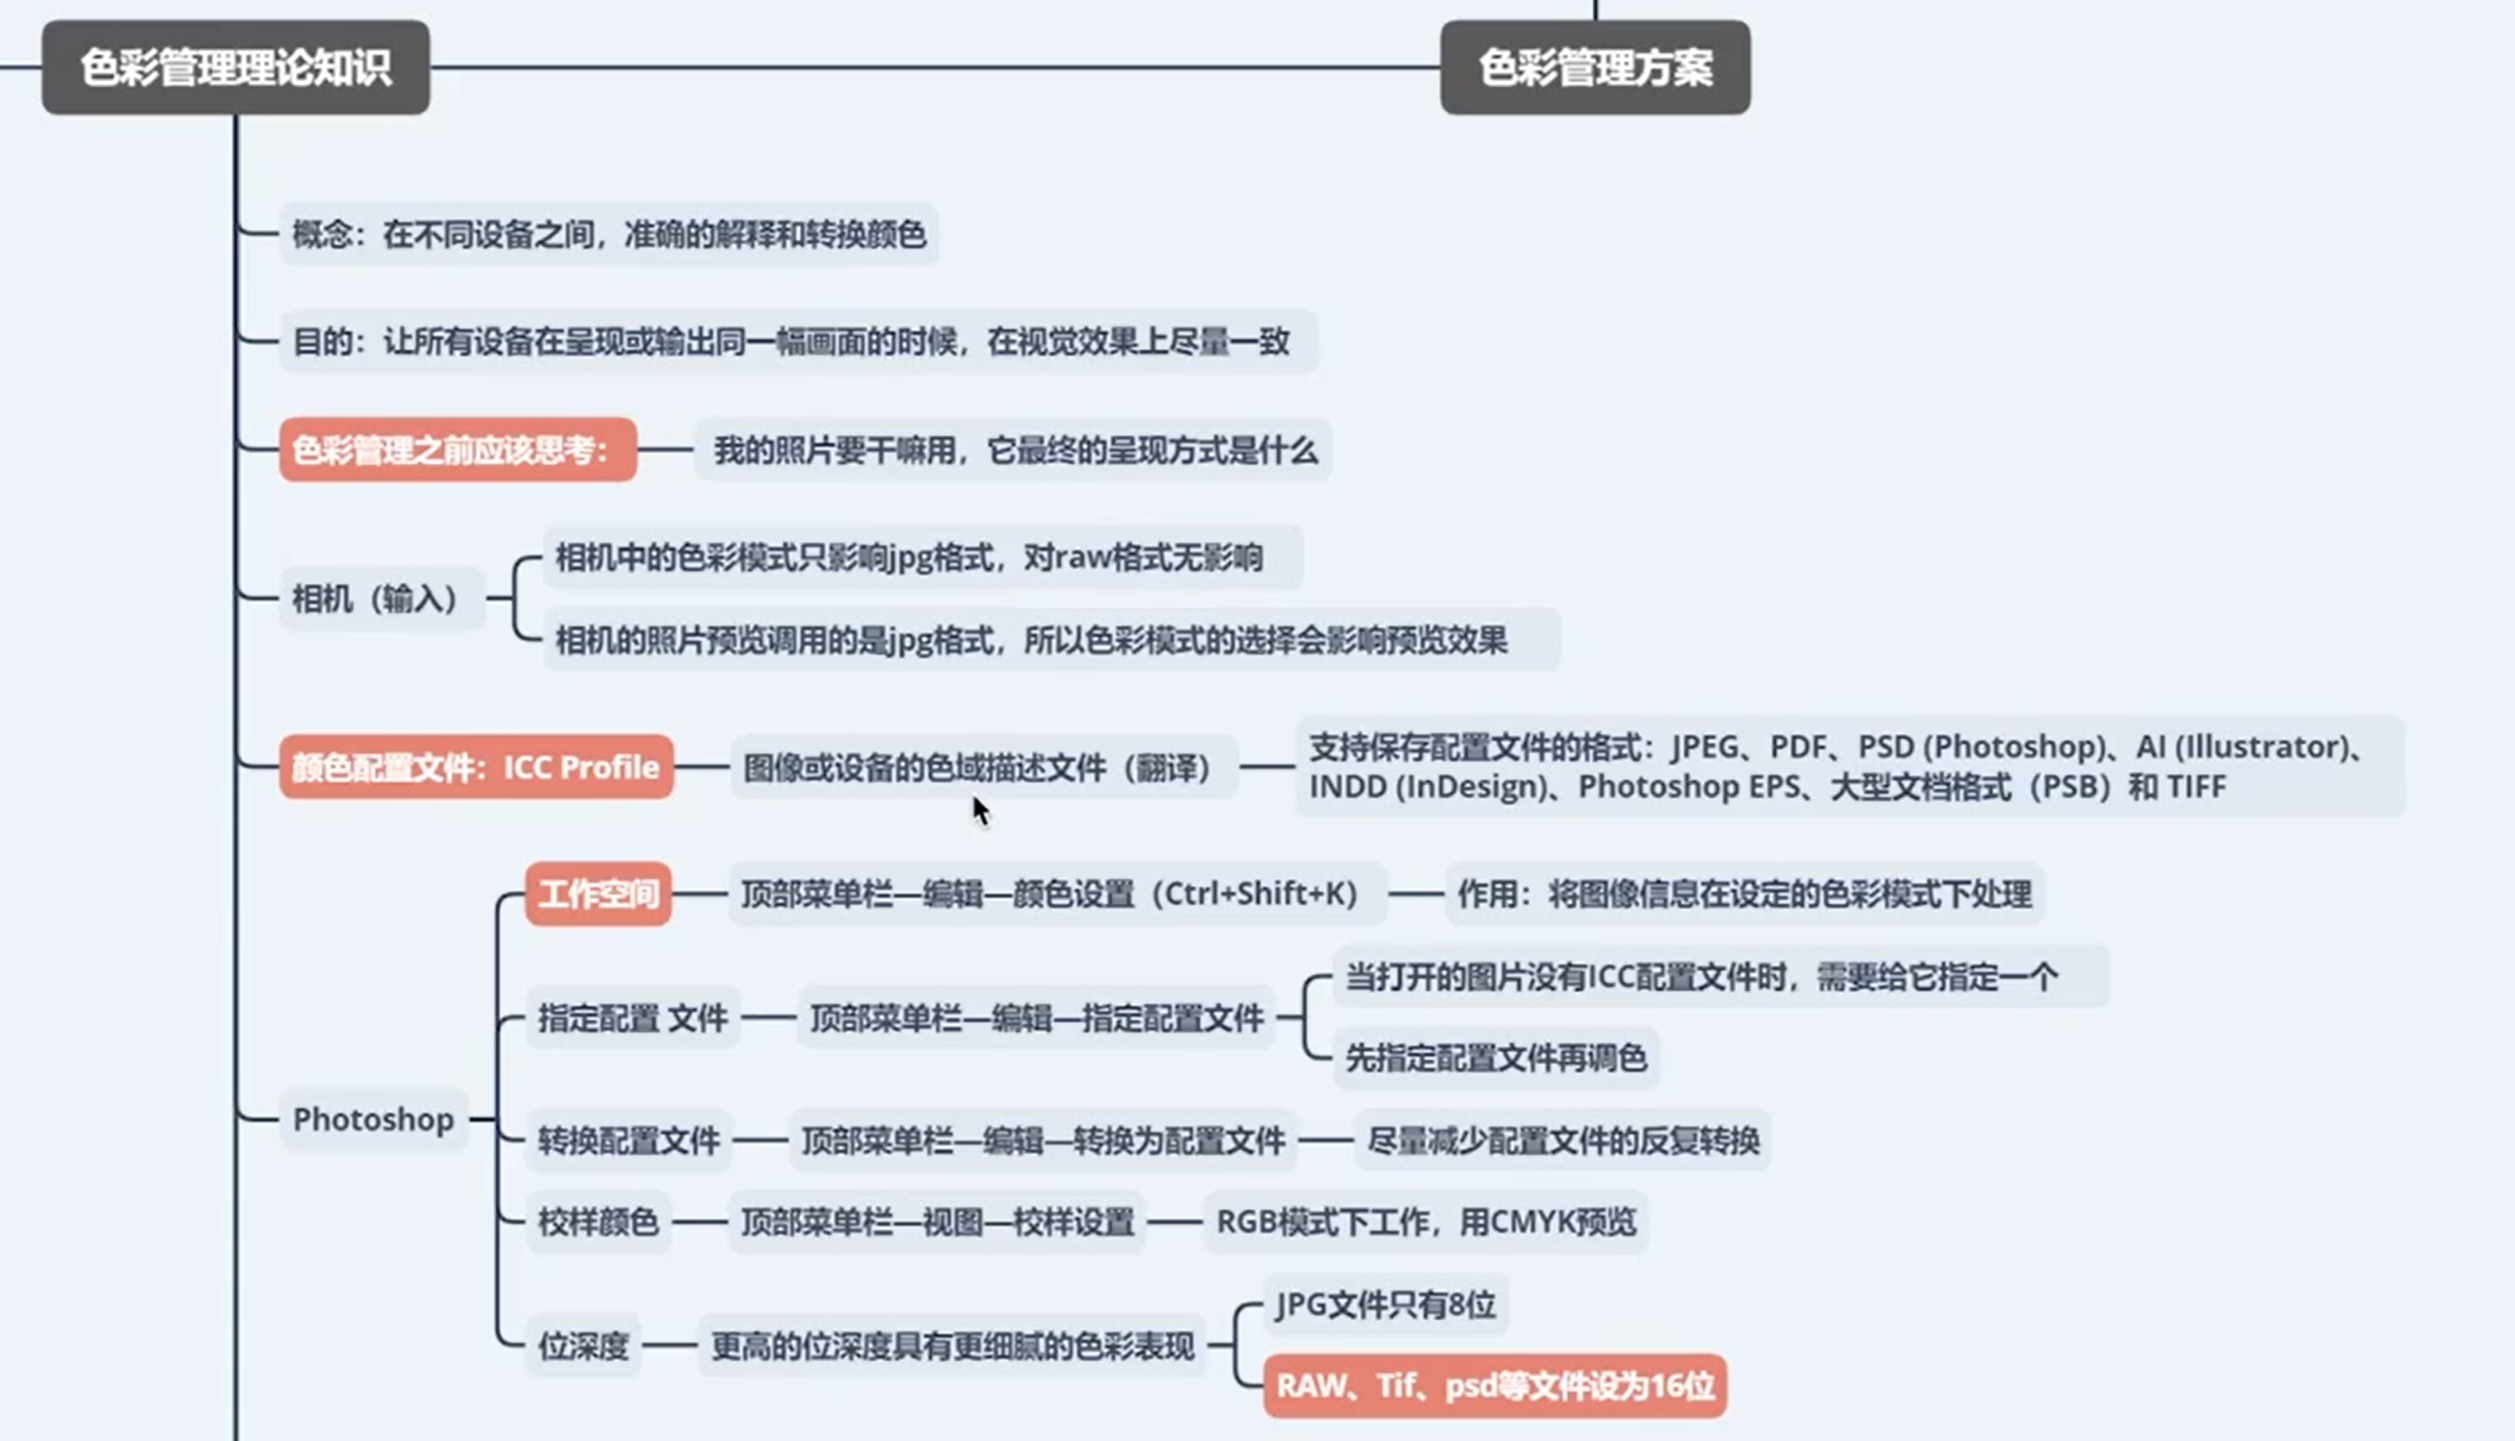 色彩管理理论知识
色彩管理方案
概念：在不同设备之间，准确的解释和转换颜色
目的：让所有设备在呈现或输出同一幅画面的时候，在视觉效果上尽量一致
色彩管理之前应该思考：
我的照片要干嘛用，它最终的呈现方式是什么
相机（输入）
相机中的色彩模式只影响jpg格式，对raw格式无影响
相机的照片预览调用的是jpg格式，所以色彩模式的选择会影响预览效果
颜色配置文件：ICC Profile
图像或设备的色域描述文件（翻译）
支持保存配置文件的格式：JPEG、PDF、PSD (Photoshop)、AI (Illustrator)、
INDD (InDesign)、Photoshop EPS、大型文档格式（PSB）和 TIFF
Photoshop
工作空间
顶部菜单栏—编辑—颜色设置（Ctrl+Shift+K）
作用：将图像信息在设定的色彩模式下处理
指定配置 文件
顶部菜单栏—编辑—指定配置文件
当打开的图片没有ICC配置文件时，需要给它指定一个
先指定配置文件再调色
转换配置文件
顶部菜单栏—编辑—转换为配置文件
尽量减少配置文件的反复转换
校样颜色
顶部菜单栏—视图—校样设置
RGB模式下工作，用CMYK预览
位深度
更高的位深度具有更细腻的色彩表现
JPG文件只有8位
RAW、Tif、psd等文件设为16位